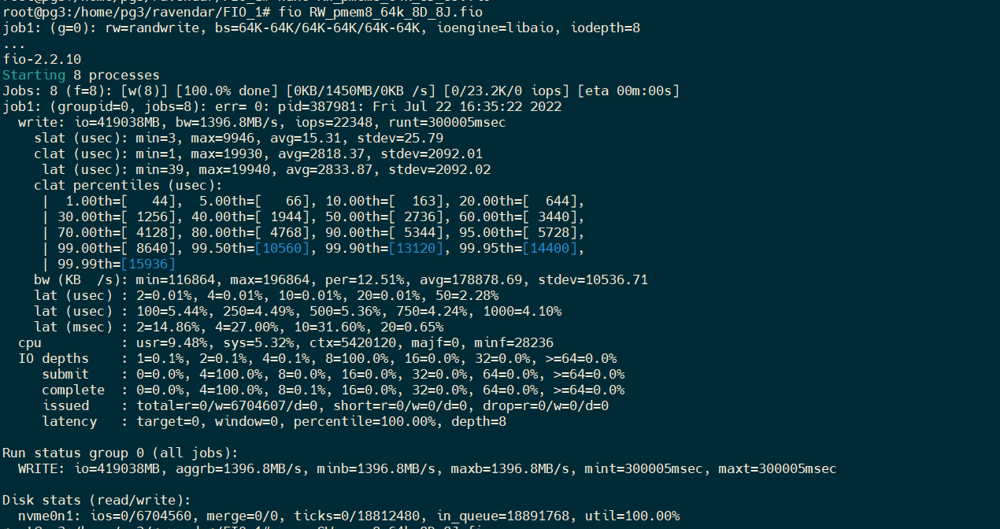 root@pg3:/home/pg3/ravendar/FIO_1# fio RW_pmem8_64k_8D_8J.fio
job1: (g=0): rw=randwrite, bs=64K-64K/64K-64K/64K-64K, ioengine=libaio, iodepth=8
...
fio-2.2.10
Starting 8 processes
Jobs: 8 (f=8): [w(8)] [100.0% done] [0KB/1450MB/0KB /s] [0/23.2K/0 iops] [eta 00m:00s]
job1: (groupid=0, jobs=8): err= 0: pid=387981: Fri Jul 22 16:35:22 2022
  write: io=419038MB, bw=1396.8MB/s, iops=22348, runt=300005msec
    slat (usec): min=3, max=9946, avg=15.31, stdev=25.79
    clat (usec): min=1, max=19930, avg=2818.37, stdev=2092.01
     lat (usec): min=39, max=19940, avg=2833.87, stdev=2092.02
    clat percentiles (usec):
     |  1.00th=[   44],  5.00th=[   66], 10.00th=[  163], 20.00th=[  644],
     | 30.00th=[ 1256], 40.00th=[ 1944], 50.00th=[ 2736], 60.00th=[ 3440],
     | 70.00th=[ 4128], 80.00th=[ 4768], 90.00th=[ 5344], 95.00th=[ 5728],
     | 99.00th=[ 8640], 99.50th=[10560], 99.90th=[13120], 99.95th=[14400],
     | 99.99th=[15936]
    bw (KB  /s): min=116864, max=196864, per=12.51%, avg=178878.69, stdev=10536.71
    lat (usec) : 2=0.01%, 4=0.01%, 10=0.01%, 20=0.01%, 50=2.28%
    lat (usec) : 100=5.44%, 250=4.49%, 500=5.36%, 750=4.24%, 1000=4.10%
    lat (msec) : 2=14.86%, 4=27.00%, 10=31.60%, 20=0.65%
  cpu          : usr=9.48%, sys=5.32%, ctx=5420120, majf=0, minf=28236
  IO depths    : 1=0.1%, 2=0.1%, 4=0.1%, 8=100.0%, 16=0.0%, 32=0.0%, >=64=0.0%
     submit    : 0=0.0%, 4=100.0%, 8=0.0%, 16=0.0%, 32=0.0%, 64=0.0%, >=64=0.0%
     complete  : 0=0.0%, 4=100.0%, 8=0.1%, 16=0.0%, 32=0.0%, 64=0.0%, >=64=0.0%
     issued    : total=r=0/w=6704607/d=0, short=r=0/w=0/d=0, drop=r=0/w=0/d=0
     latency   : target=0, window=0, percentile=100.00%, depth=8
Run status group 0 (all jobs):
  WRITE: io=419038MB, aggrb=1396.8MB/s, minb=1396.8MB/s, maxb=1396.8MB/s, mint=300005msec, maxt=300005msec
Disk stats (read/write):
  nvme0n1: ios=0/6704560, merge=0/0, ticks=0/18812480, in_queue=18891768, util=100.00%